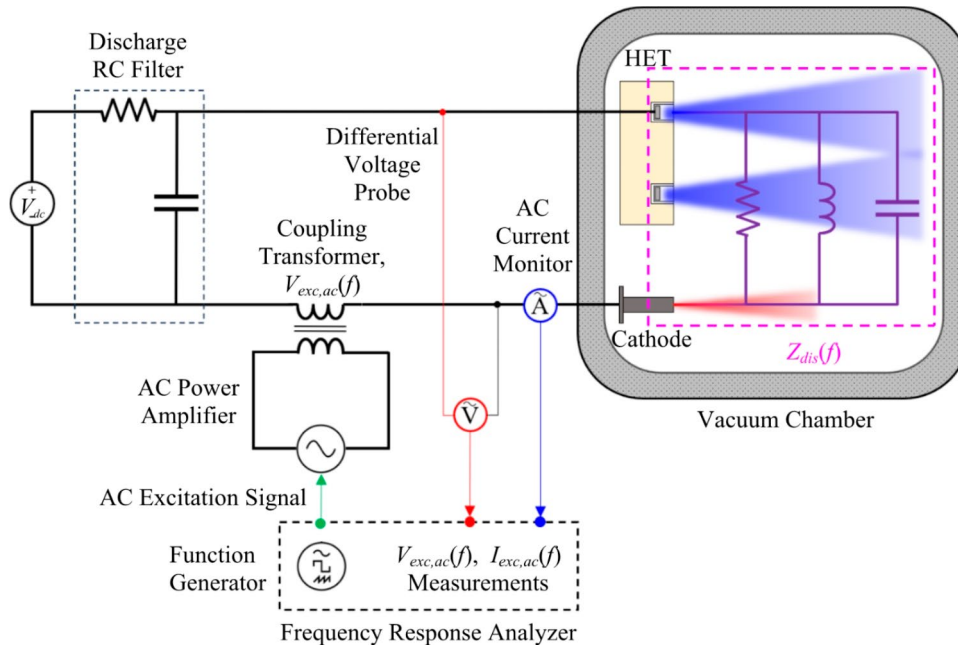 Discharge
RC Filter
HET
Differential
Voltage
Probe
+
V_dc
AC
Current
Monitor
Coupling
Transformer,
V_exc,ac(f)
Ã
Cathode
Z_dis(f)
AC Power
Amplifier
Ṽ
Vacuum Chamber
AC Excitation Signal
Function
Generator
V_exc,ac(f), I_exc,ac(f)
Measurements
Frequency Response Analyzer